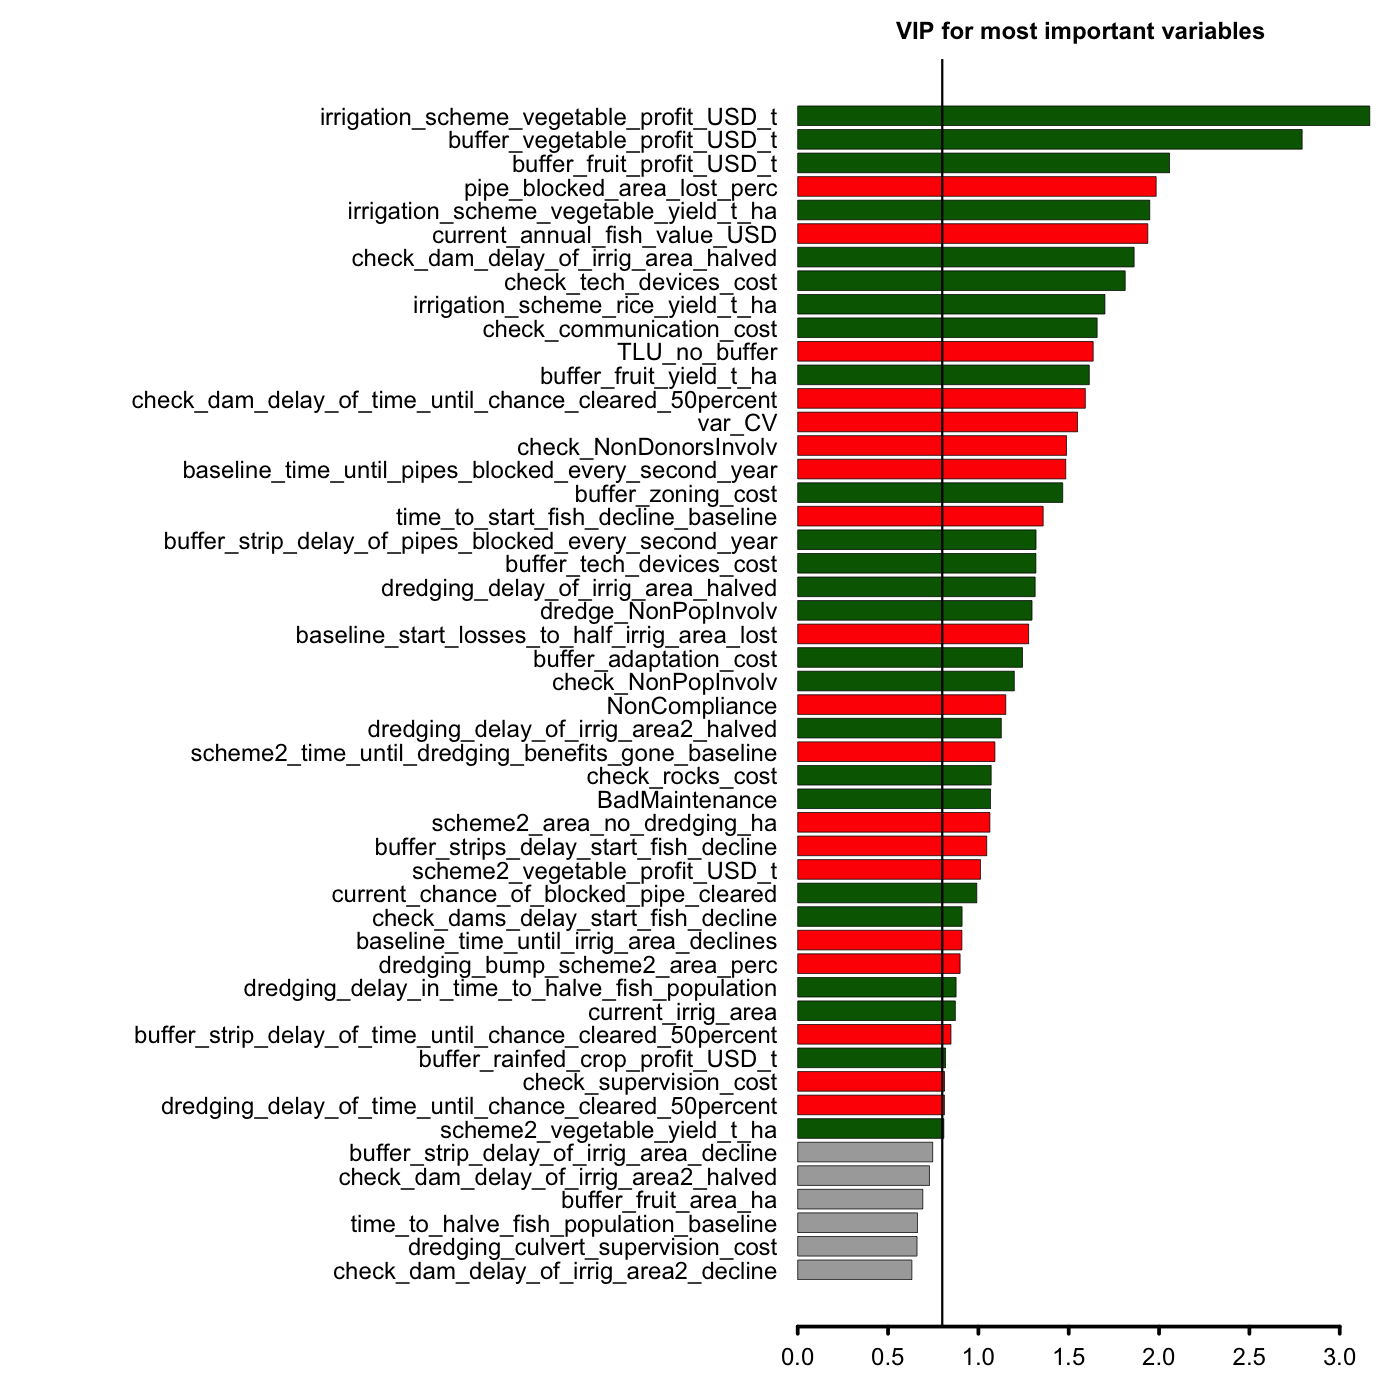 VIP for most important variables
irrigation_scheme_vegetable_profit_USD_t
buffer_vegetable_profit_USD_t
buffer_fruit_profit_USD_t
pipe_blocked_area_lost_perc
irrigation_scheme_vegetable_yield_t_ha
current_annual_fish_value_USD
check_dam_delay_of_irrig_area_halved
check_tech_devices_cost
irrigation_scheme_rice_yield_t_ha
check_communication_cost
TLU_no_buffer
buffer_fruit_yield_t_ha
check_dam_delay_of_time_until_chance_cleared_50percent
var_CV
check_NonDonorsInvolv
baseline_time_until_pipes_blocked_every_second_year
buffer_zoning_cost
time_to_start_fish_decline_baseline
buffer_strip_delay_of_pipes_blocked_every_second_year
buffer_tech_devices_cost
dredging_delay_of_irrig_area_halved
dredge_NonPopInvolv
baseline_start_losses_to_half_irrig_area_lost
buffer_adaptation_cost
check_NonPopInvolv
NonCompliance
dredging_delay_of_irrig_area2_halved
scheme2_time_until_dredging_benefits_gone_baseline
check_rocks_cost
BadMaintenance
scheme2_area_no_dredging_ha
buffer_strips_delay_start_fish_decline
scheme2_vegetable_profit_USD_t
current_chance_of_blocked_pipe_cleared
check_dams_delay_start_fish_decline
baseline_time_until_irrig_area_declines
dredging_bump_scheme2_area_perc
dredging_delay_in_time_to_halve_fish_population
current_irrig_area
buffer_strip_delay_of_time_until_chance_cleared_50percent
buffer_rainfed_crop_profit_USD_t
check_supervision_cost
dredging_delay_of_time_until_chance_cleared_50percent
scheme2_vegetable_yield_t_ha
buffer_strip_delay_of_irrig_area_decline
check_dam_delay_of_irrig_area2_halved
buffer_fruit_area_ha
time_to_halve_fish_population_baseline
dredging_culvert_supervision_cost
check_dam_delay_of_irrig_area2_decline
0.0 0.5 1.0 1.5 2.0 2.5 3.0